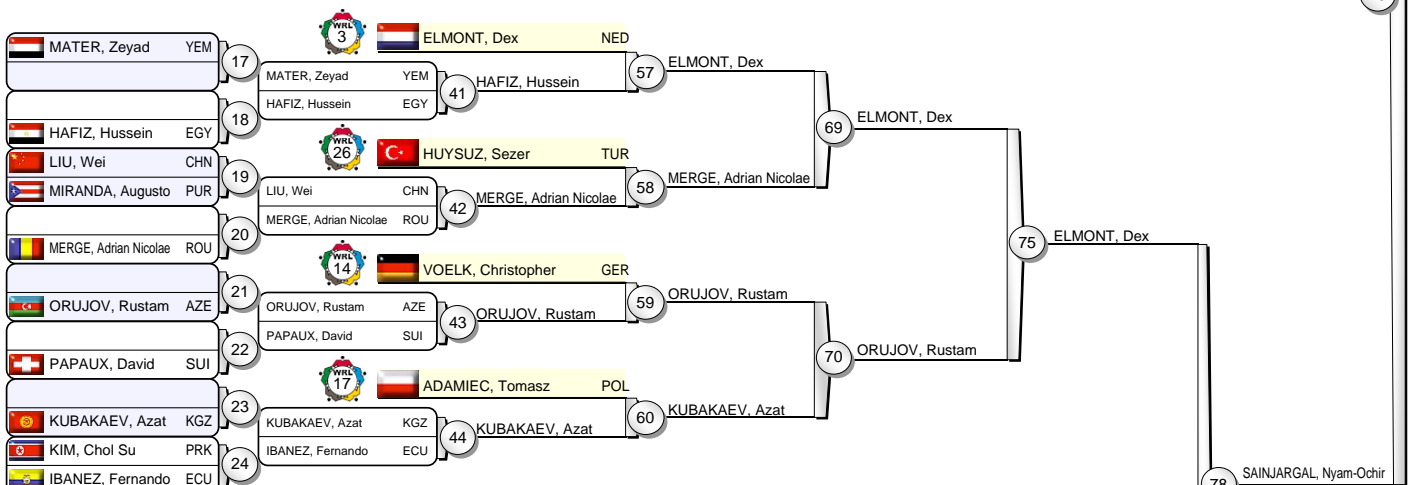 WRL
3
ELMONT, Dex NED
MATER, Zeyad YEM
17
MATER, Zeyad YEM
HAFIZ, Hussein EGY
41
HAFIZ, Hussein
57
ELMONT, Dex
18
HAFIZ, Hussein EGY
69
ELMONT, Dex
WRL
26
HUYSUZ, Sezer TUR
LIU, Wei CHN
MIRANDA, Augusto PUR
19
LIU, Wei CHN
MERGE, Adrian Nicolae ROU
42
MERGE, Adrian Nicolae
58
MERGE, Adrian Nicolae
20
MERGE, Adrian Nicolae ROU
75
ELMONT, Dex
WRL
14
VOELK, Christopher GER
21
ORUJOV, Rustam AZE
ORUJOV, Rustam AZE
PAPAUX, David SUI
43
ORUJOV, Rustam
59
ORUJOV, Rustam
22
PAPAUX, David SUI
70
ORUJOV, Rustam
WRL
17
ADAMIEC, Tomasz POL
23
KUBAKAEV, Azat KGZ
KUBAKAEV, Azat KGZ
IBANEZ, Fernando ECU
44
KUBAKAEV, Azat
60
KUBAKAEV, Azat
KIM, Chol Su PRK
24
IBANEZ, Fernando ECU
78
SAINJARGAL, Nyam-Ochir